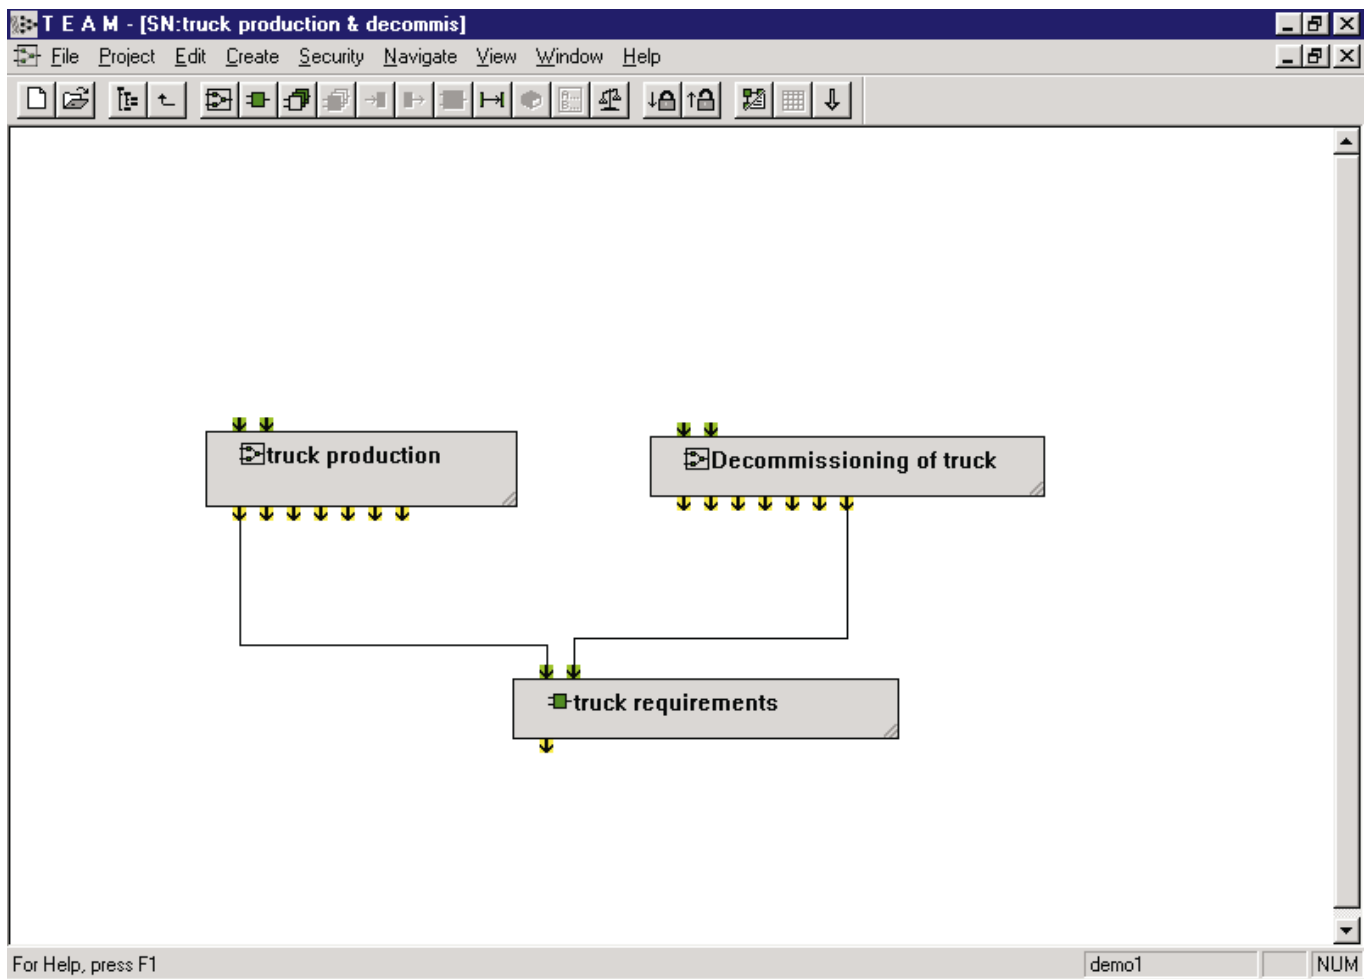 T E A M - [SN:truck production & decommis]
File Project Edit Create Security Navigate View Window Help
truck production
Decommissioning of truck
truck requirements
For Help, press F1 demo1 NUM